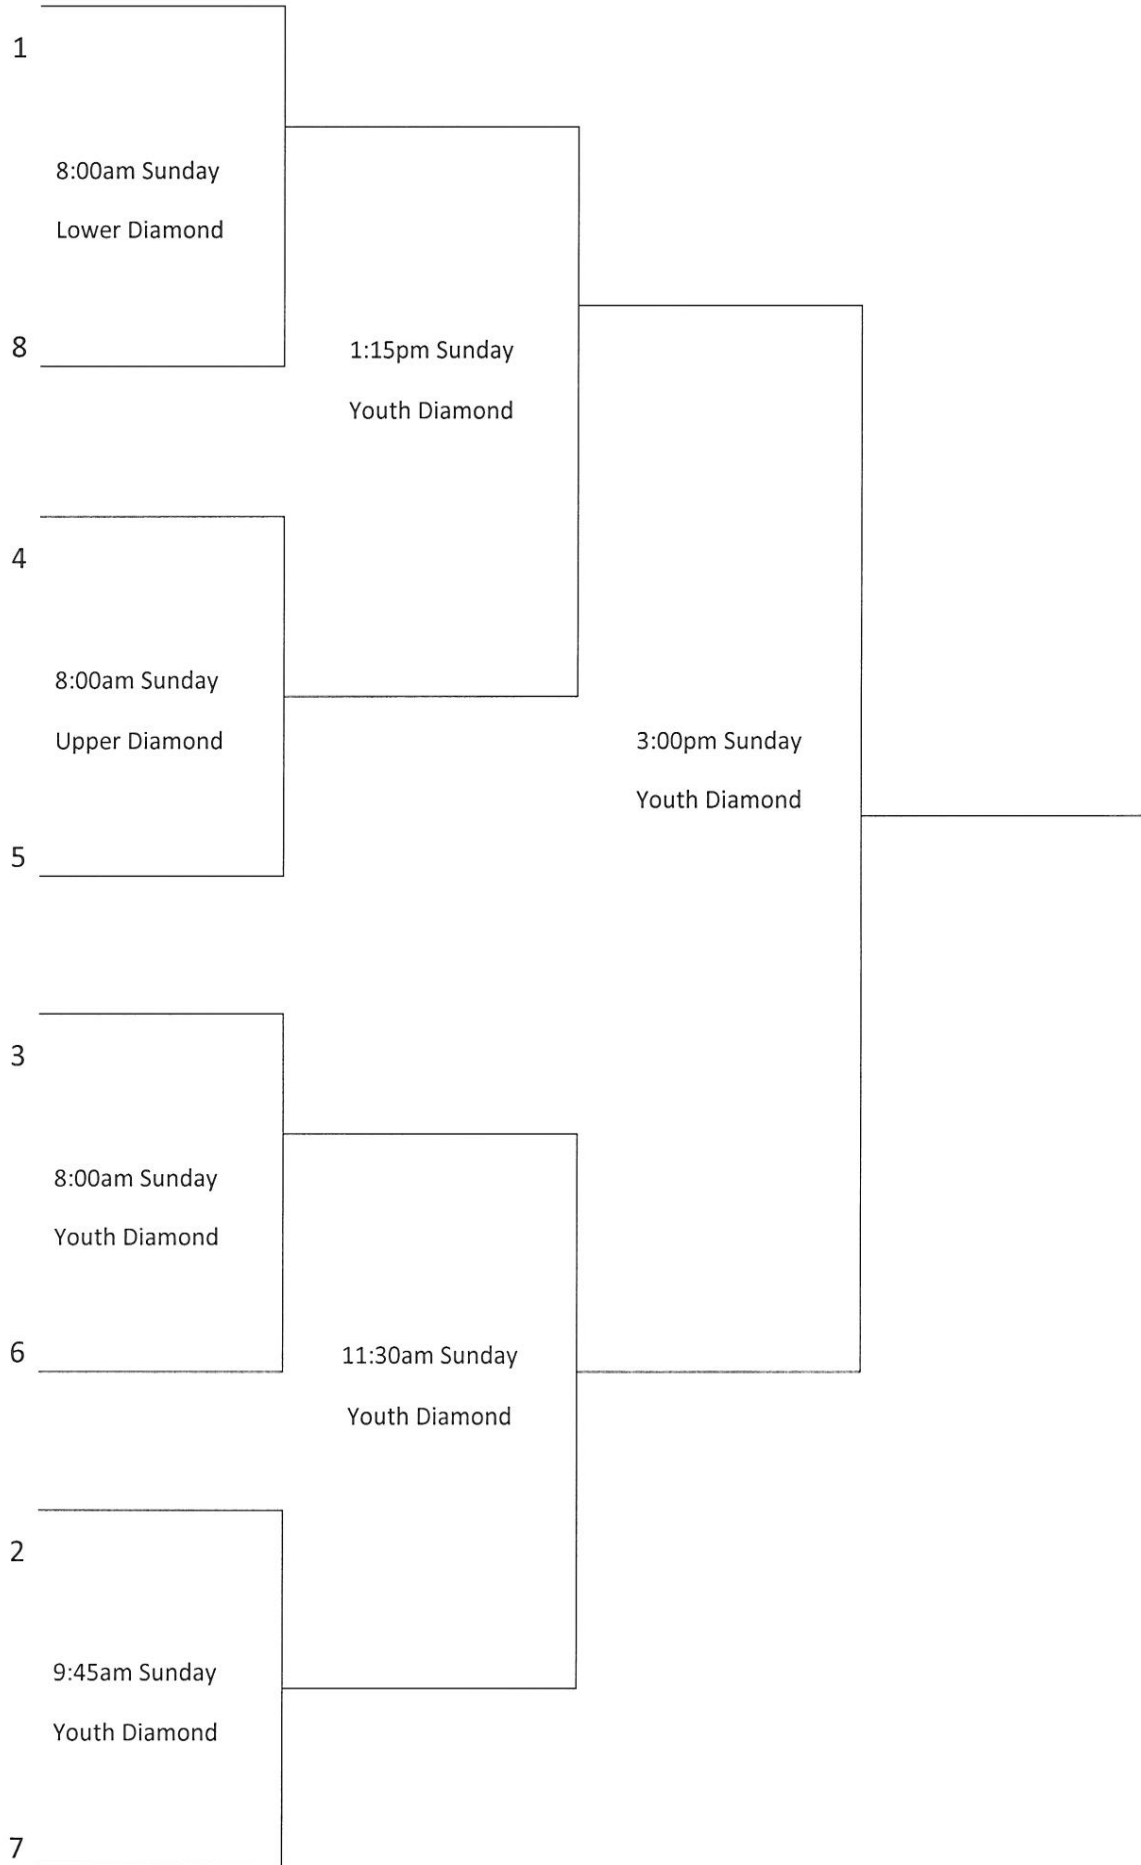 1
8:00am Sunday
Lower Diamond
8
1:15pm Sunday
Youth Diamond
4
8:00am Sunday
Upper Diamond
5
3:00pm Sunday
Youth Diamond
3
8:00am Sunday
Youth Diamond
6
11:30am Sunday
Youth Diamond
2
9:45am Sunday
Youth Diamond
7